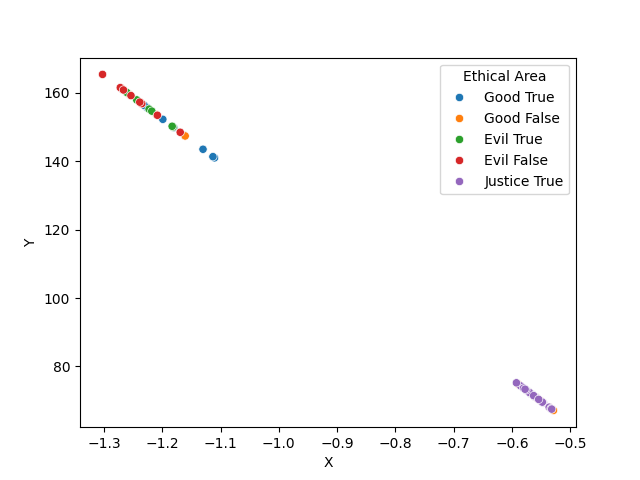 Ethical Area
Good True
Good False
Evil True
Evil False
Justice True
160
140
120
100
80
Y
−1.3 −1.2 −1.1 −1.0 −0.9 −0.8 −0.7 −0.6 −0.5
X